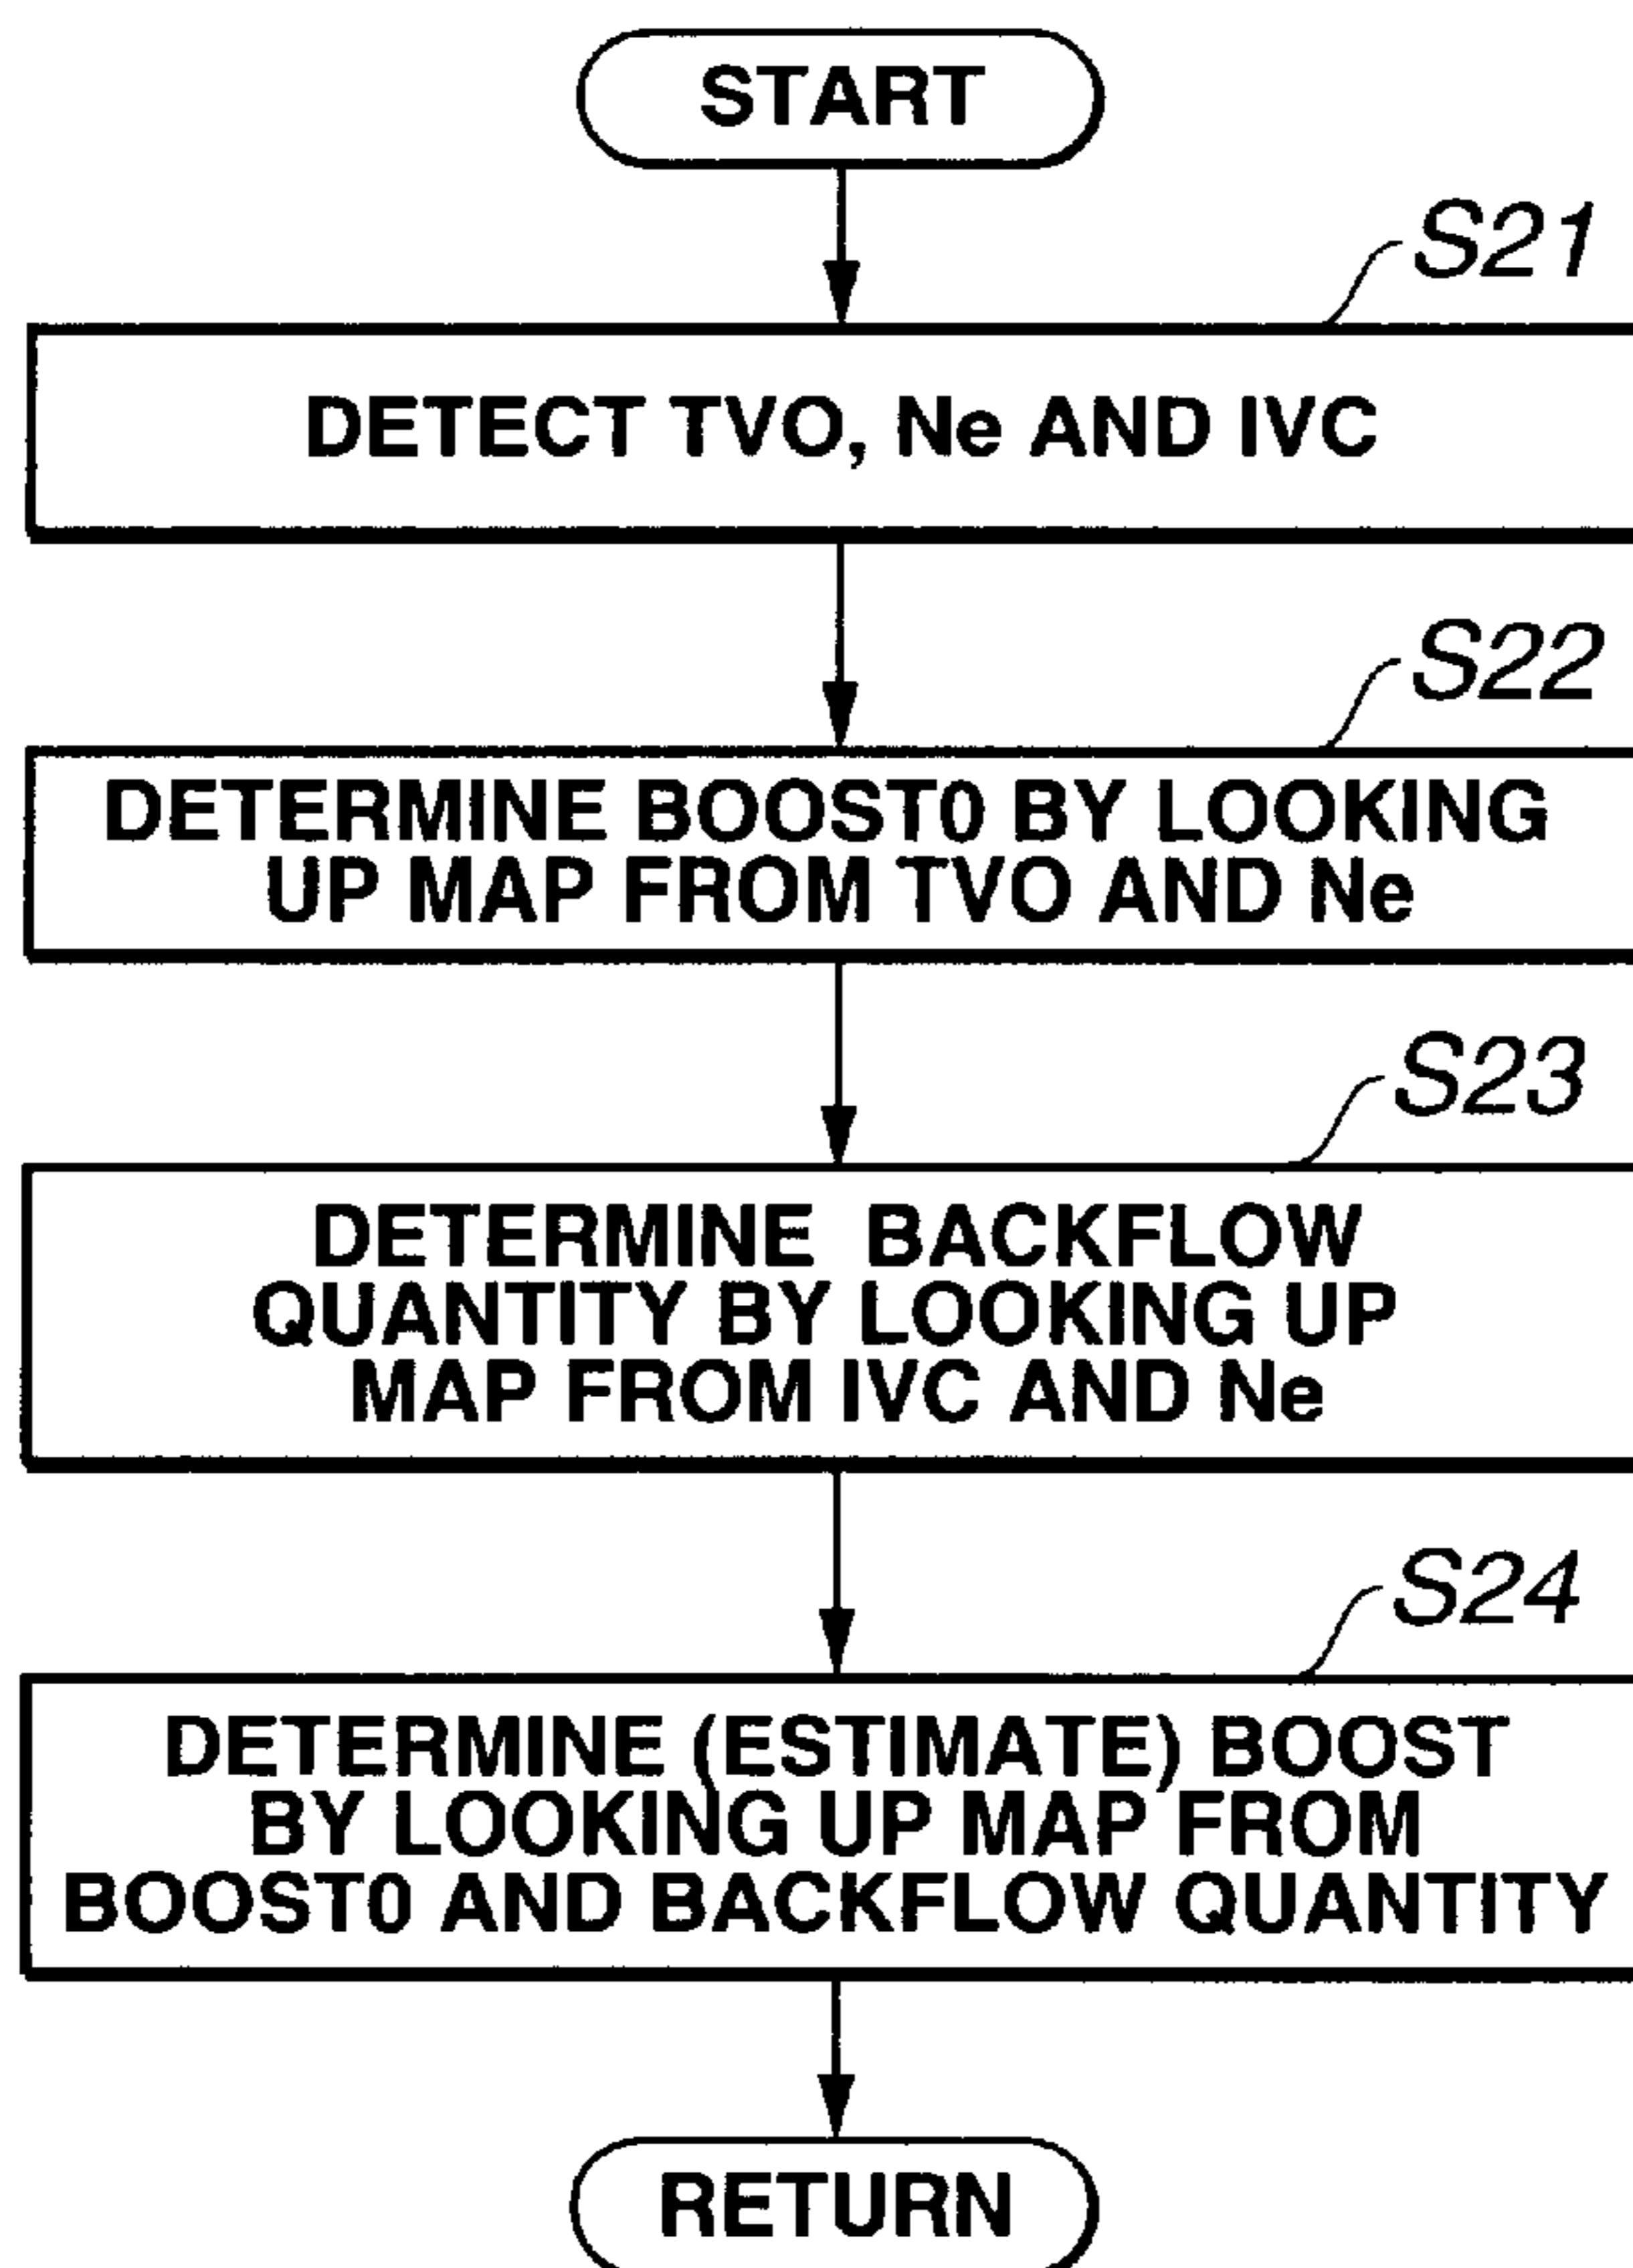 START
S21
DETECT TVO, Ne AND IVC
S22
DETERMINE BOOST0 BY LOOKING
UP MAP FROM TVO AND Ne
S23
DETERMINE BACKFLOW
QUANTITY BY LOOKING UP
MAP FROM IVC AND Ne
S24
DETERMINE (ESTIMATE) BOOST
BY LOOKING UP MAP FROM
BOOST0 AND BACKFLOW QUANTITY
RETURN